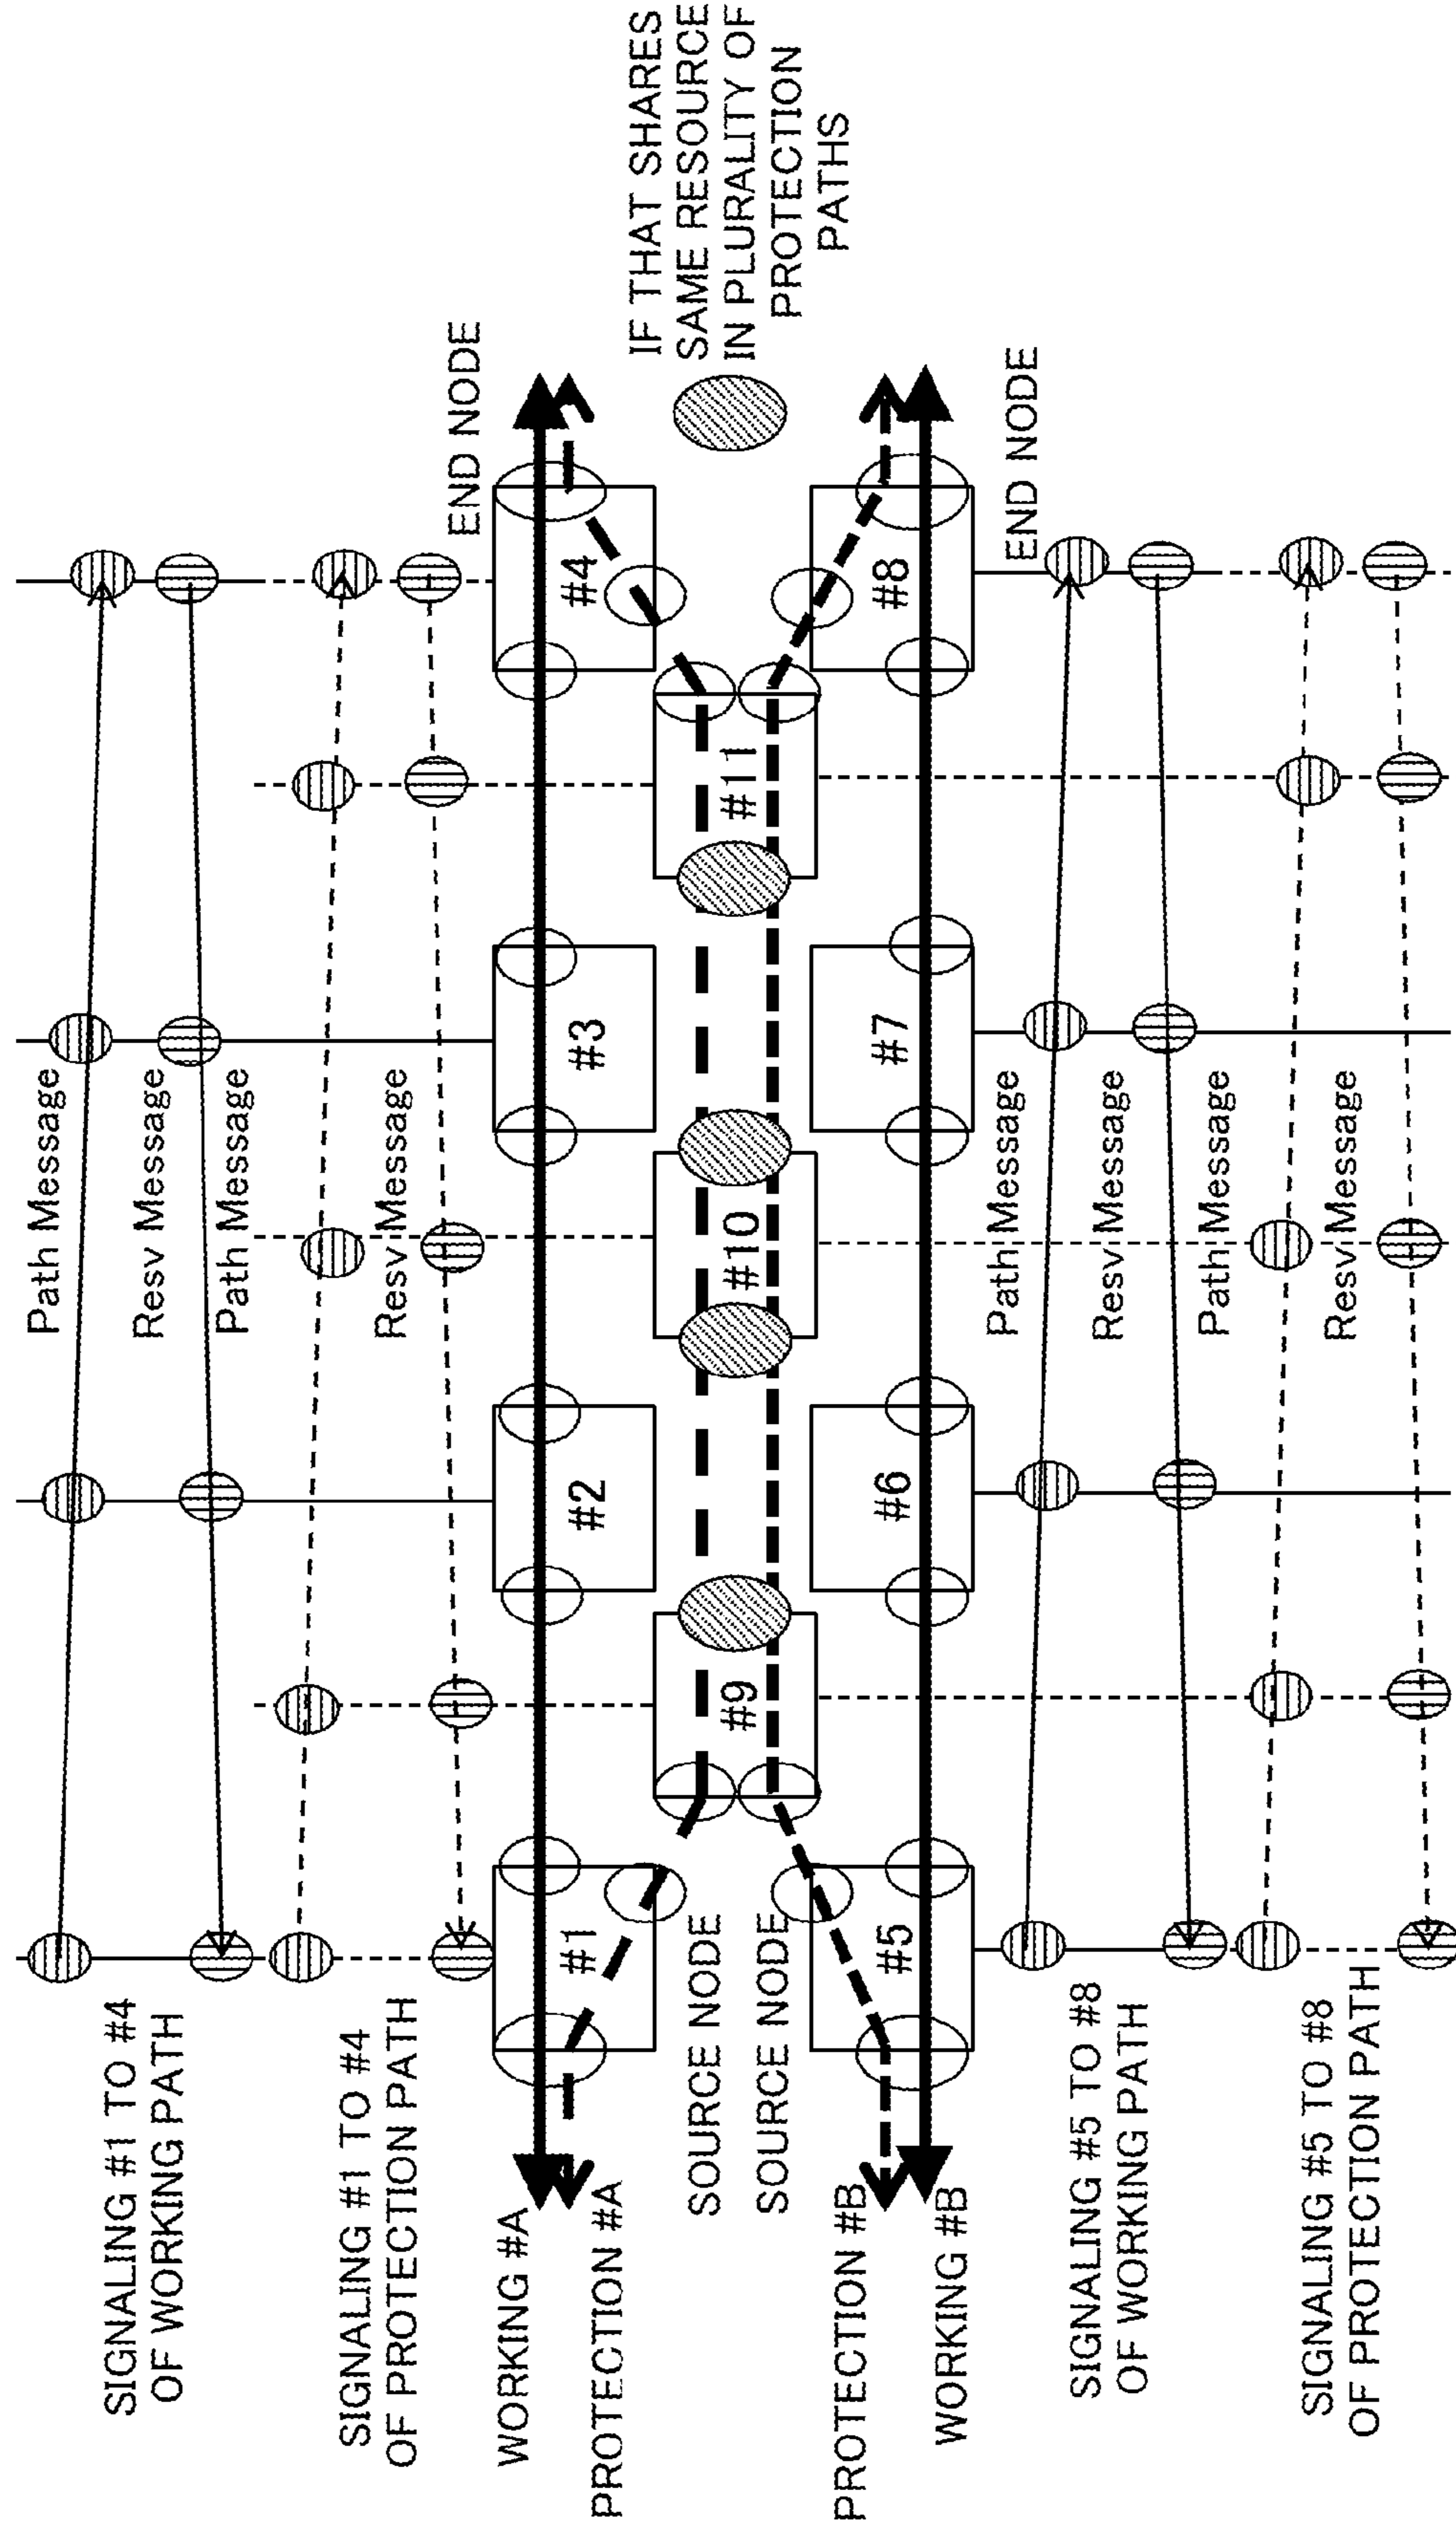 SIGNALING #1 TO #4
OF WORKING PATH
Path Message
Resv Message
SIGNALING #1 TO #4
OF PROTECTION PATH
Path Message
Resv Message
END NODE
WORKING #A
#1
#2
#3
#4
PROTECTION #A
SOURCE NODE
#9
#10
#11
IF THAT SHARES
SAME RESOURCE
IN PLURALITY OF
PROTECTION
PATHS
SOURCE NODE
PROTECTION #B
#5
#6
#7
#8
WORKING #B
END NODE
SIGNALING #5 TO #8
OF WORKING PATH
Path Message
Resv Message
SIGNALING #5 TO #8
OF PROTECTION PATH
Path Message
Resv Message